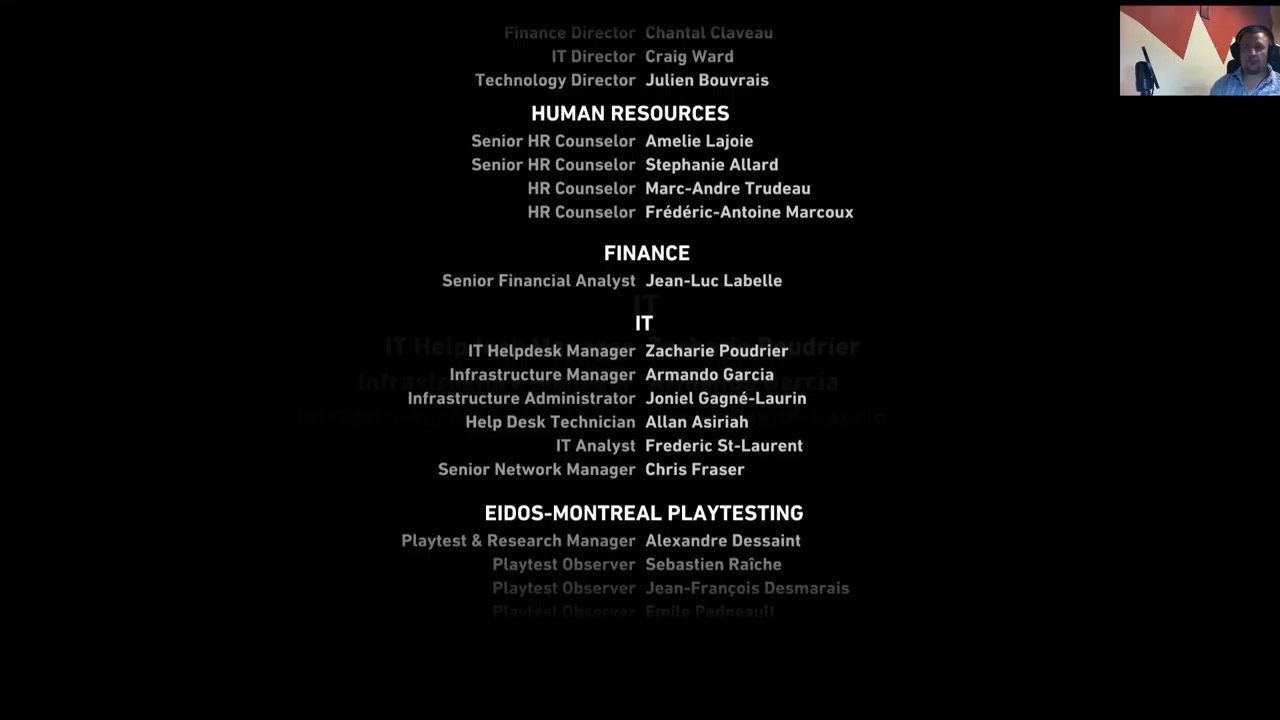 Finance Director Chantal Claveau
IT Director Craig Ward
Technology Director Julien Bouvrais
HUMAN RESOURCES
Senior HR Counselor Amelie Lajoie
Senior HR Counselor Stephanie Allard
HR Counselor Marc-Andre Trudeau
HR Counselor Frédéric-Antoine Marcoux
FINANCE
Senior Financial Analyst Jean-Luc Labelle
IT
IT Helpdesk Manager Zacharie Poudrier
Infrastructure Manager Armando Garcia
Infrastructure Administrator Joniel Gagné-Laurin
Help Desk Technician Allan Asiriah
IT Analyst Frederic St-Laurent
Senior Network Manager Chris Fraser
EIDOS-MONTREAL PLAYTESTING
Playtest & Research Manager Alexandre Dessaint
Playtest Observer Sebastien Raîche
Playtest Observer Jean-François Desmarais
Playtest Observer Emile Pedneault